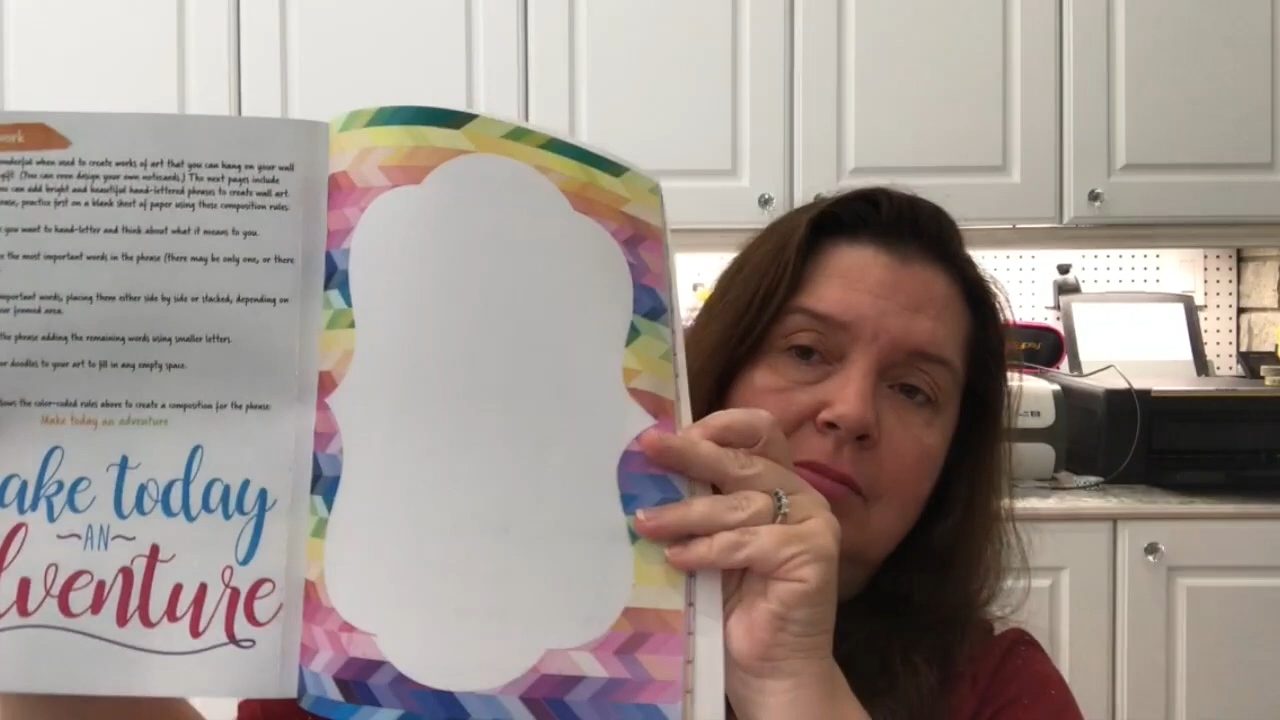 work
wonderful when used to create works of art that you can hang on your wall
gift. (You can even design your own notecards.) The next pages include
you can add bright and beautiful hand-lettered phrases to create wall art.
practice first on a blank sheet of paper using these composition rules:
you want to hand-letter and think about what it means to you.
the most important words in the phrase (there may be only one, or there
important words, placing them either side by side or stacked, depending on
your framed area.
the phrase adding the remaining words using smaller letters.
or doodles to your art to fill in any empty space.
the color-coded rules above to create a composition for the phrase:
Make today an adventure
ake today
~AN~
venture